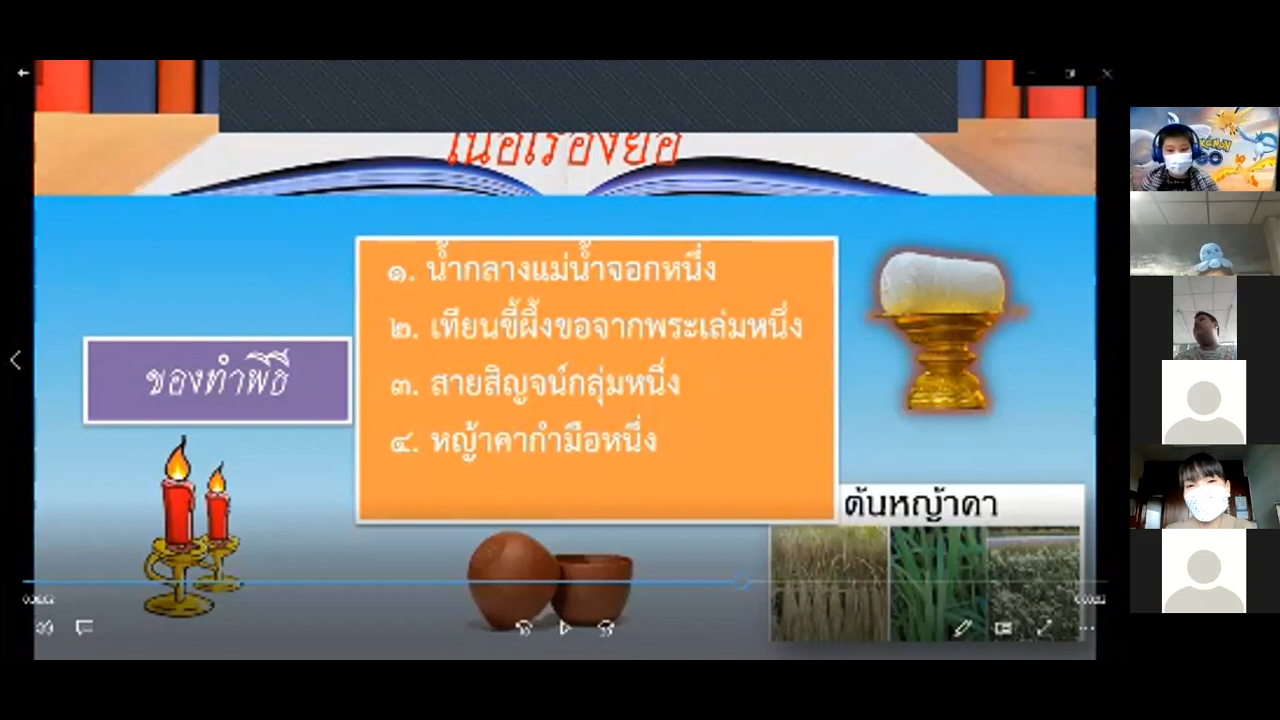 เนื้อเรื่องย่อ
๑. น้ำกลางแม่น้ำจอกหนึ่ง
๒. เทียนขี้ผึ้งขอจากพระเล่มหนึ่ง
๓. สายสิญจน์กลุ่มหนึ่ง
๔. หญ้าคากำมือหนึ่ง
ของทำพิธี
ต้นหญ้าคา
GO